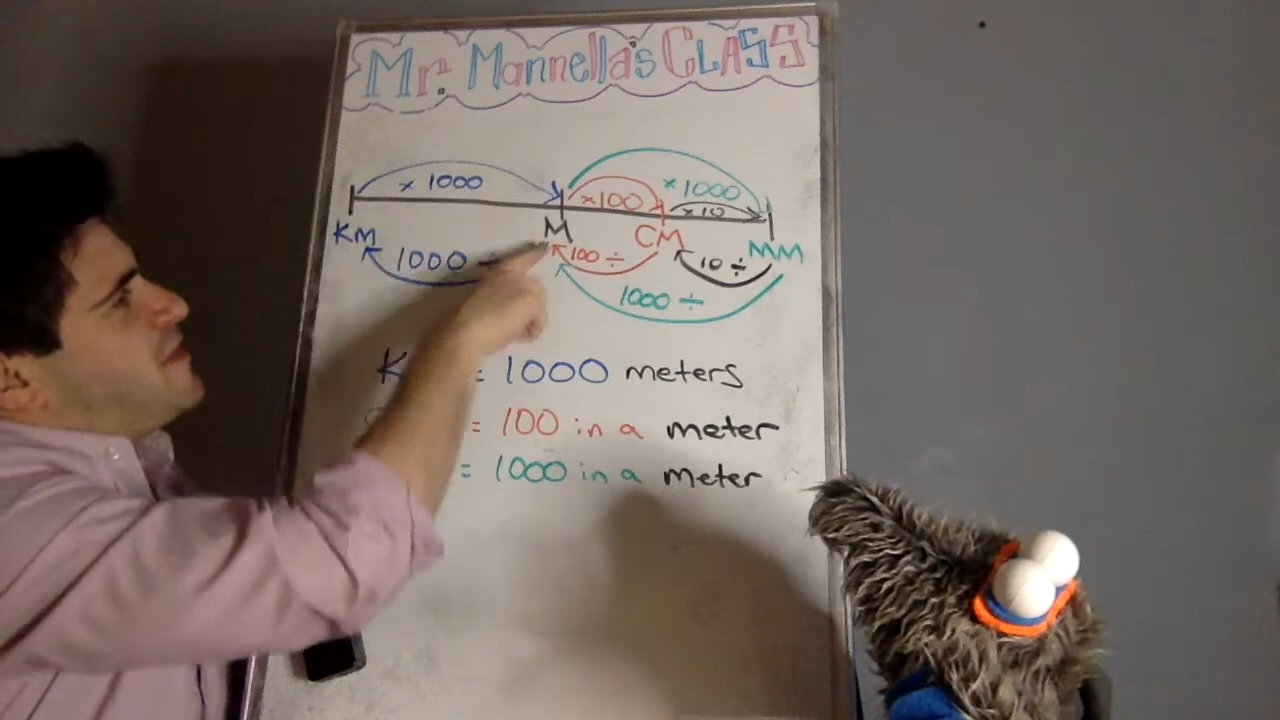 Mr. Mannella's CLASS
× 1000 ×100 × 1000
×10
KM M CM MM
1000 ÷ 100 ÷ 10 ÷
1000 ÷
K = 1000 meters
= 100 in a meter
= 1000 in a meter